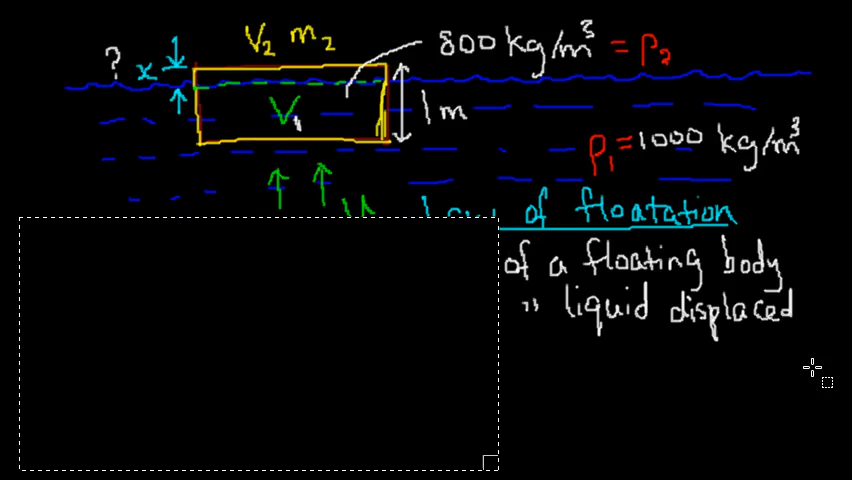 V₂ m₂
800 kg/m³ = ρ₂
? x
V₁
1m
ρ₁=1000 kg/m³
of floatation
of a floating body
" liquid displaced